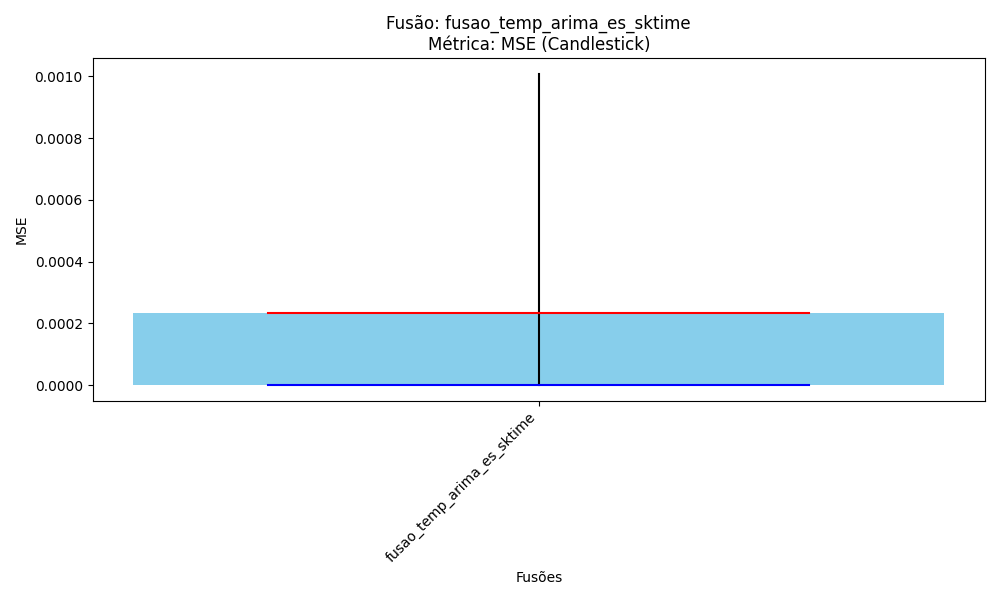 Fusão: fusao_temp_arima_es_sktime
Métrica: MSE (Candlestick)
0.0010
0.0008
0.0006
0.0004
0.0002
0.0000
MSE
fusao_temp_arima_es_sktime
Fusões